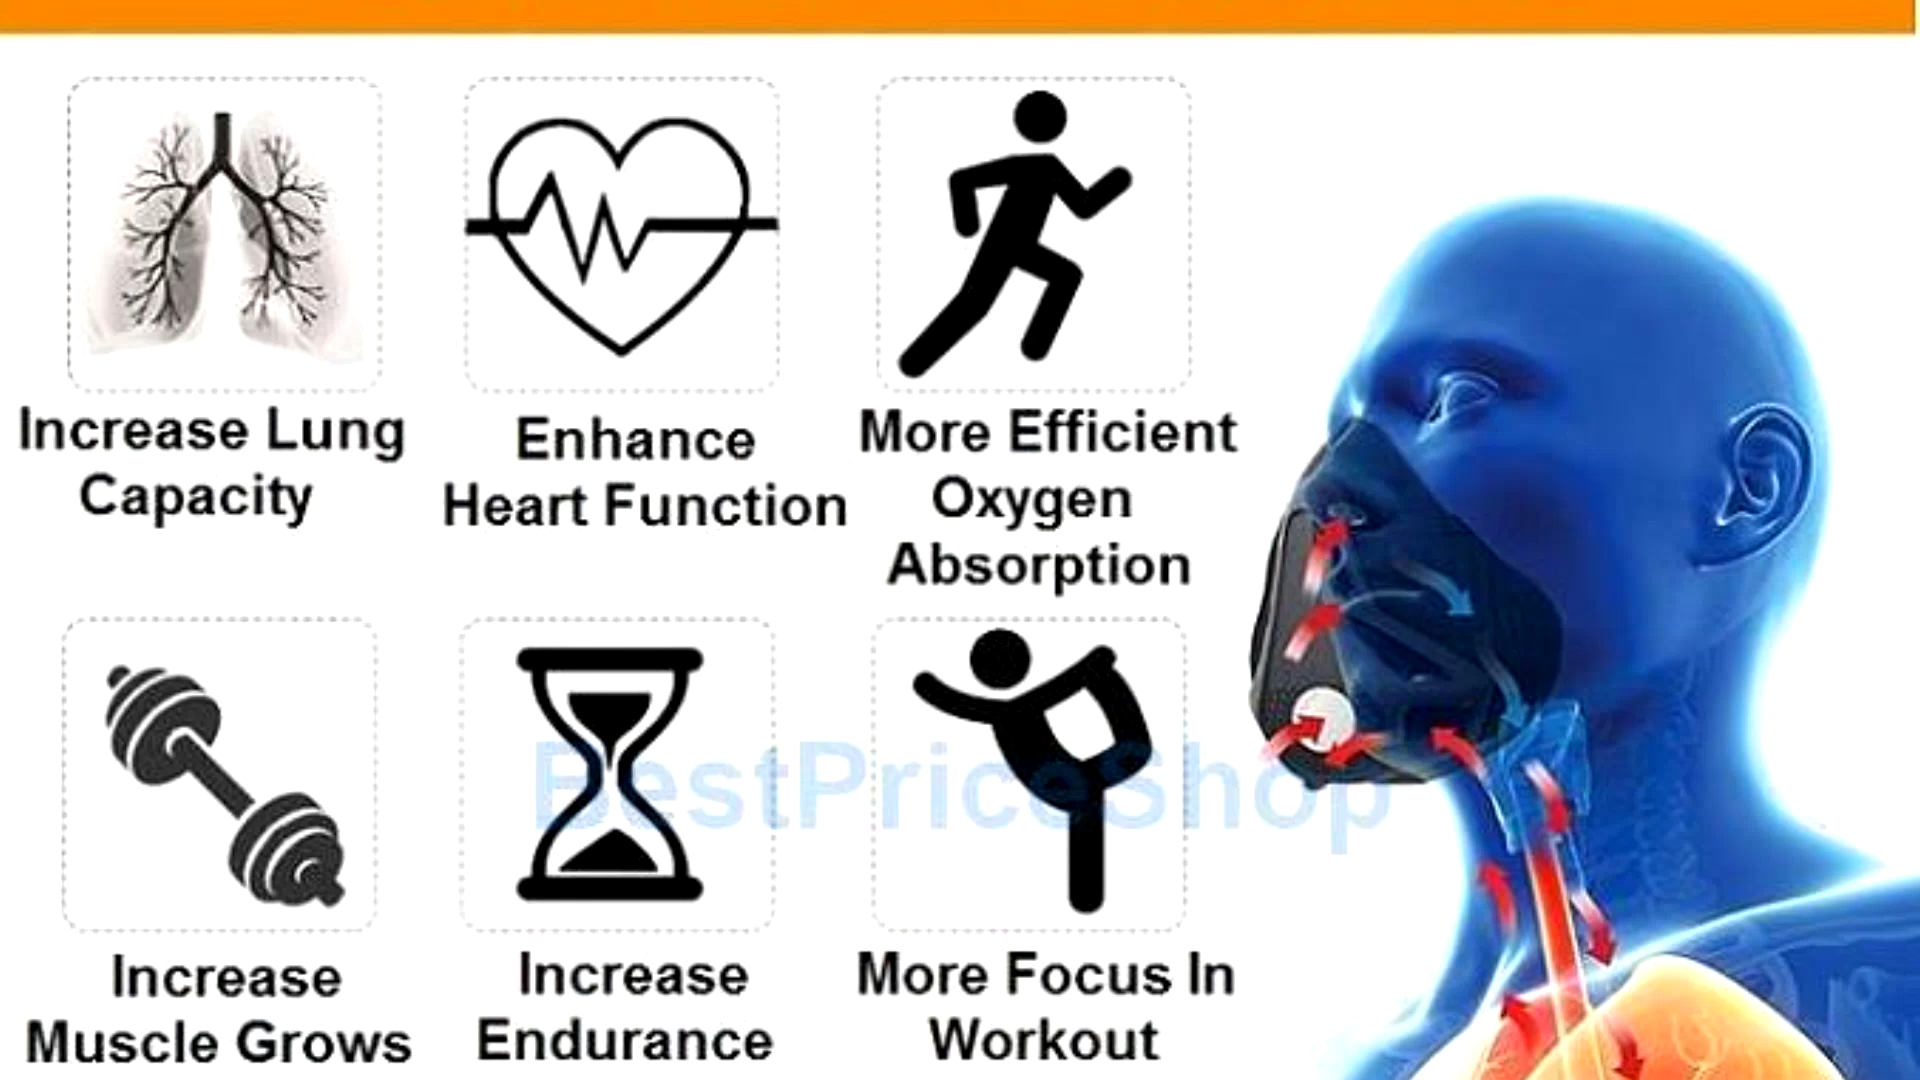 Increase Lung
Capacity
Enhance
Heart Function
More Efficient
Oxygen
Absorption
BestPriceShop
Increase
Muscle Grows
Increase
Endurance
More Focus In
Workout